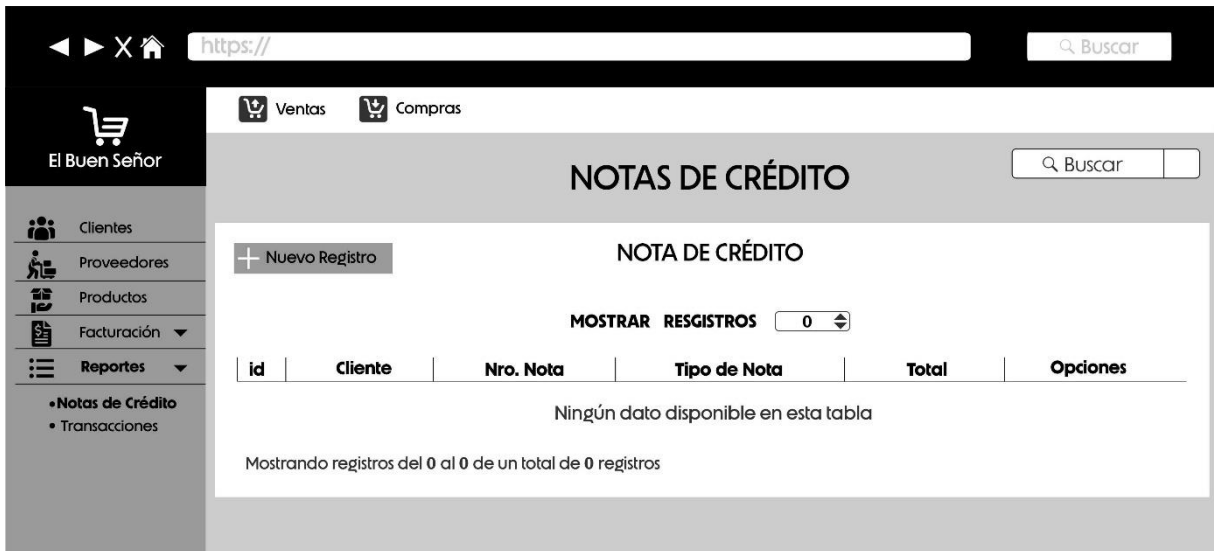 https://
Buscar
El Buen Señor
Ventas
Compras
NOTAS DE CRÉDITO
Buscar
Clientes
Proveedores
Productos
Facturación
Reportes
•Notas de Crédito
• Transacciones
Nuevo Registro
NOTA DE CRÉDITO
MOSTRAR RESGISTROS 0
id Cliente Nro. Nota Tipo de Nota Total Opciones
Ningún dato disponible en esta tabla
Mostrando registros del 0 al 0 de un total de 0 registros